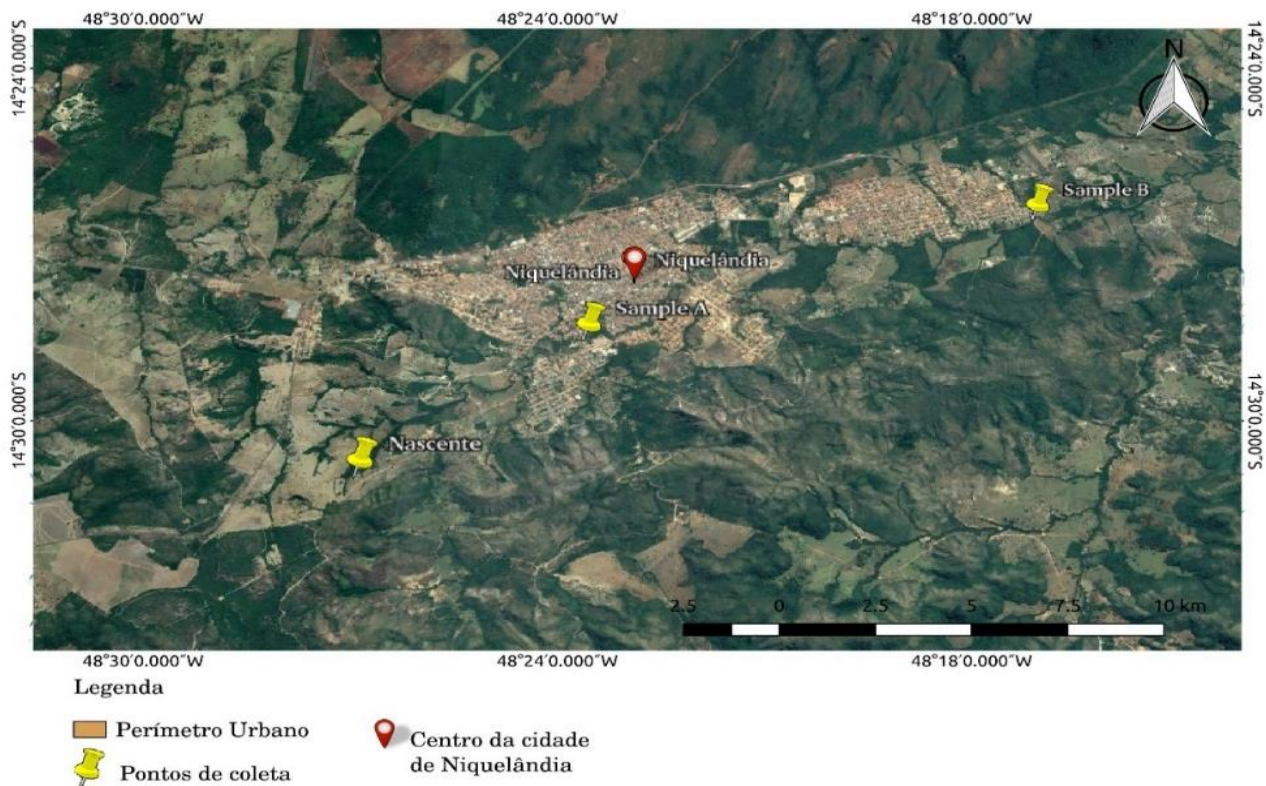 48°30′0.000″W 48°24′0.000″W 48°18′0.000″W
14°24′0.000″S
14°24′0.000″S
N
Sample B
Niquelândia
Niquelândia
Sample A
14°30′0.000″S
14°30′0.000″S
Nascente
2.5 0 2.5 5 7.5 10 km
48°30′0.000″W 48°24′0.000″W 48°18′0.000″W
Legenda
Perímetro Urbano
Pontos de coleta
Centro da cidade
de Niquelândia